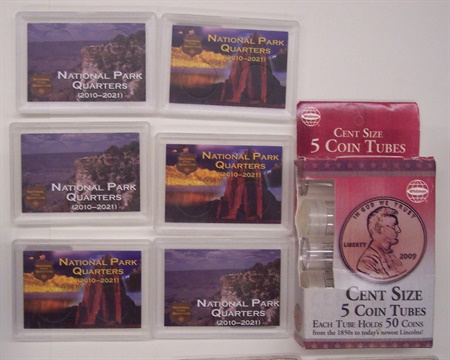 NATIONAL PARK
QUARTERS
(2010–2021)
NATIONAL PARK
QUARTERS
(2010–2021)
NATIONAL PARK
QUARTERS
(2010–2021)
NATIONAL PARK
QUARTERS
(2010–2021)
NATIONAL PARK
QUARTERS
(2010–2021)
NATIONAL PARK
QUARTERS
(2010–2021)
CENT SIZE
5 COIN TUBES
Whitman
IN GOD WE TRUST
LIBERTY
2009
CENT SIZE
5 COIN TUBES
EACH TUBE HOLDS 50 COINS
from the 1850s to today's newest Lincolns!